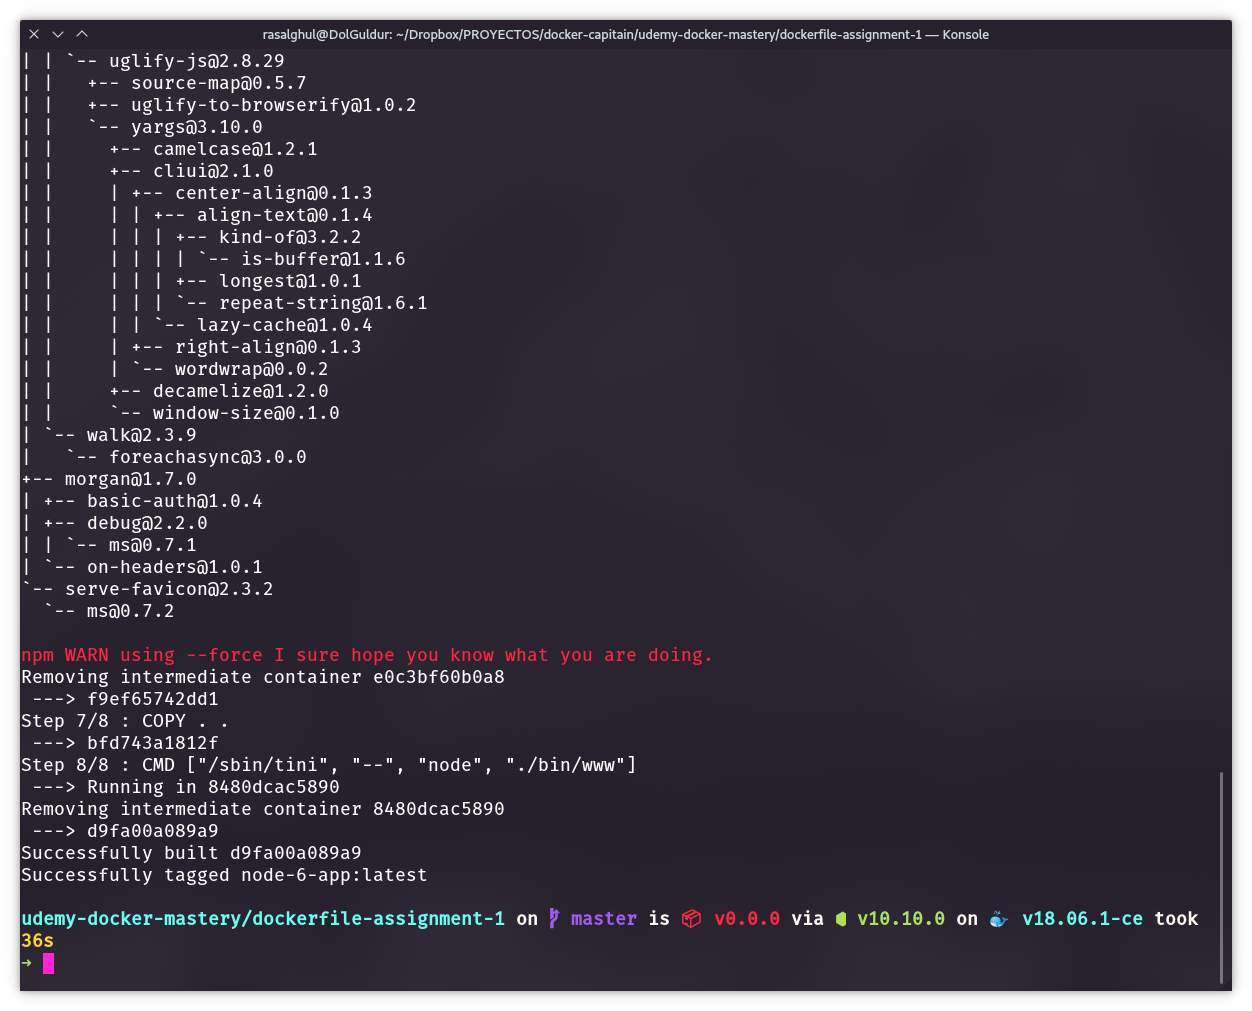 rasalghul@DolGuldur: ~/Dropbox/PROYECTOS/docker-capitain/udemy-docker-mastery/dockerfile-assignment-1 — Konsole
| | `-- uglify-js@2.8.29
| |   +-- source-map@0.5.7
| |   +-- uglify-to-browserify@1.0.2
| |   `-- yargs@3.10.0
| |     +-- camelcase@1.2.1
| |     +-- cliui@2.1.0
| |     | +-- center-align@0.1.3
| |     | | +-- align-text@0.1.4
| |     | | | +-- kind-of@3.2.2
| |     | | | | `-- is-buffer@1.1.6
| |     | | | +-- longest@1.0.1
| |     | | | `-- repeat-string@1.6.1
| |     | | `-- lazy-cache@1.0.4
| |     | +-- right-align@0.1.3
| |     | `-- wordwrap@0.0.2
| |     +-- decamelize@1.2.0
| |     `-- window-size@0.1.0
| `-- walk@2.3.9
|   `-- foreachasync@3.0.0
+-- morgan@1.7.0
| +-- basic-auth@1.0.4
| +-- debug@2.2.0
| | `-- ms@0.7.1
| `-- on-headers@1.0.1
`-- serve-favicon@2.3.2
  `-- ms@0.7.2
npm WARN using --force I sure hope you know what you are doing.
Removing intermediate container e0c3bf60b0a8
 ---> f9ef65742dd1
Step 7/8 : COPY . .
 ---> bfd743a1812f
Step 8/8 : CMD ["/sbin/tini", "--", "node", "./bin/www"]
 ---> Running in 8480dcac5890
Removing intermediate container 8480dcac5890
 ---> d9fa00a089a9
Successfully built d9fa00a089a9
Successfully tagged node-6-app:latest
udemy-docker-mastery/dockerfile-assignment-1 on master is 📦 v0.0.0 via ⬢ v10.10.0 on 🐳 v18.06.1-ce took
36s
➜